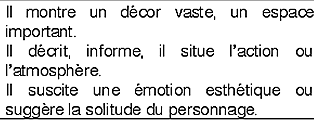 Il montre un décor vaste, un espace
important.
Il décrit, informe, il situe l'action ou
l'atmosphère.
Il suscite une émotion esthétique ou
suggère la solitude du personnage.